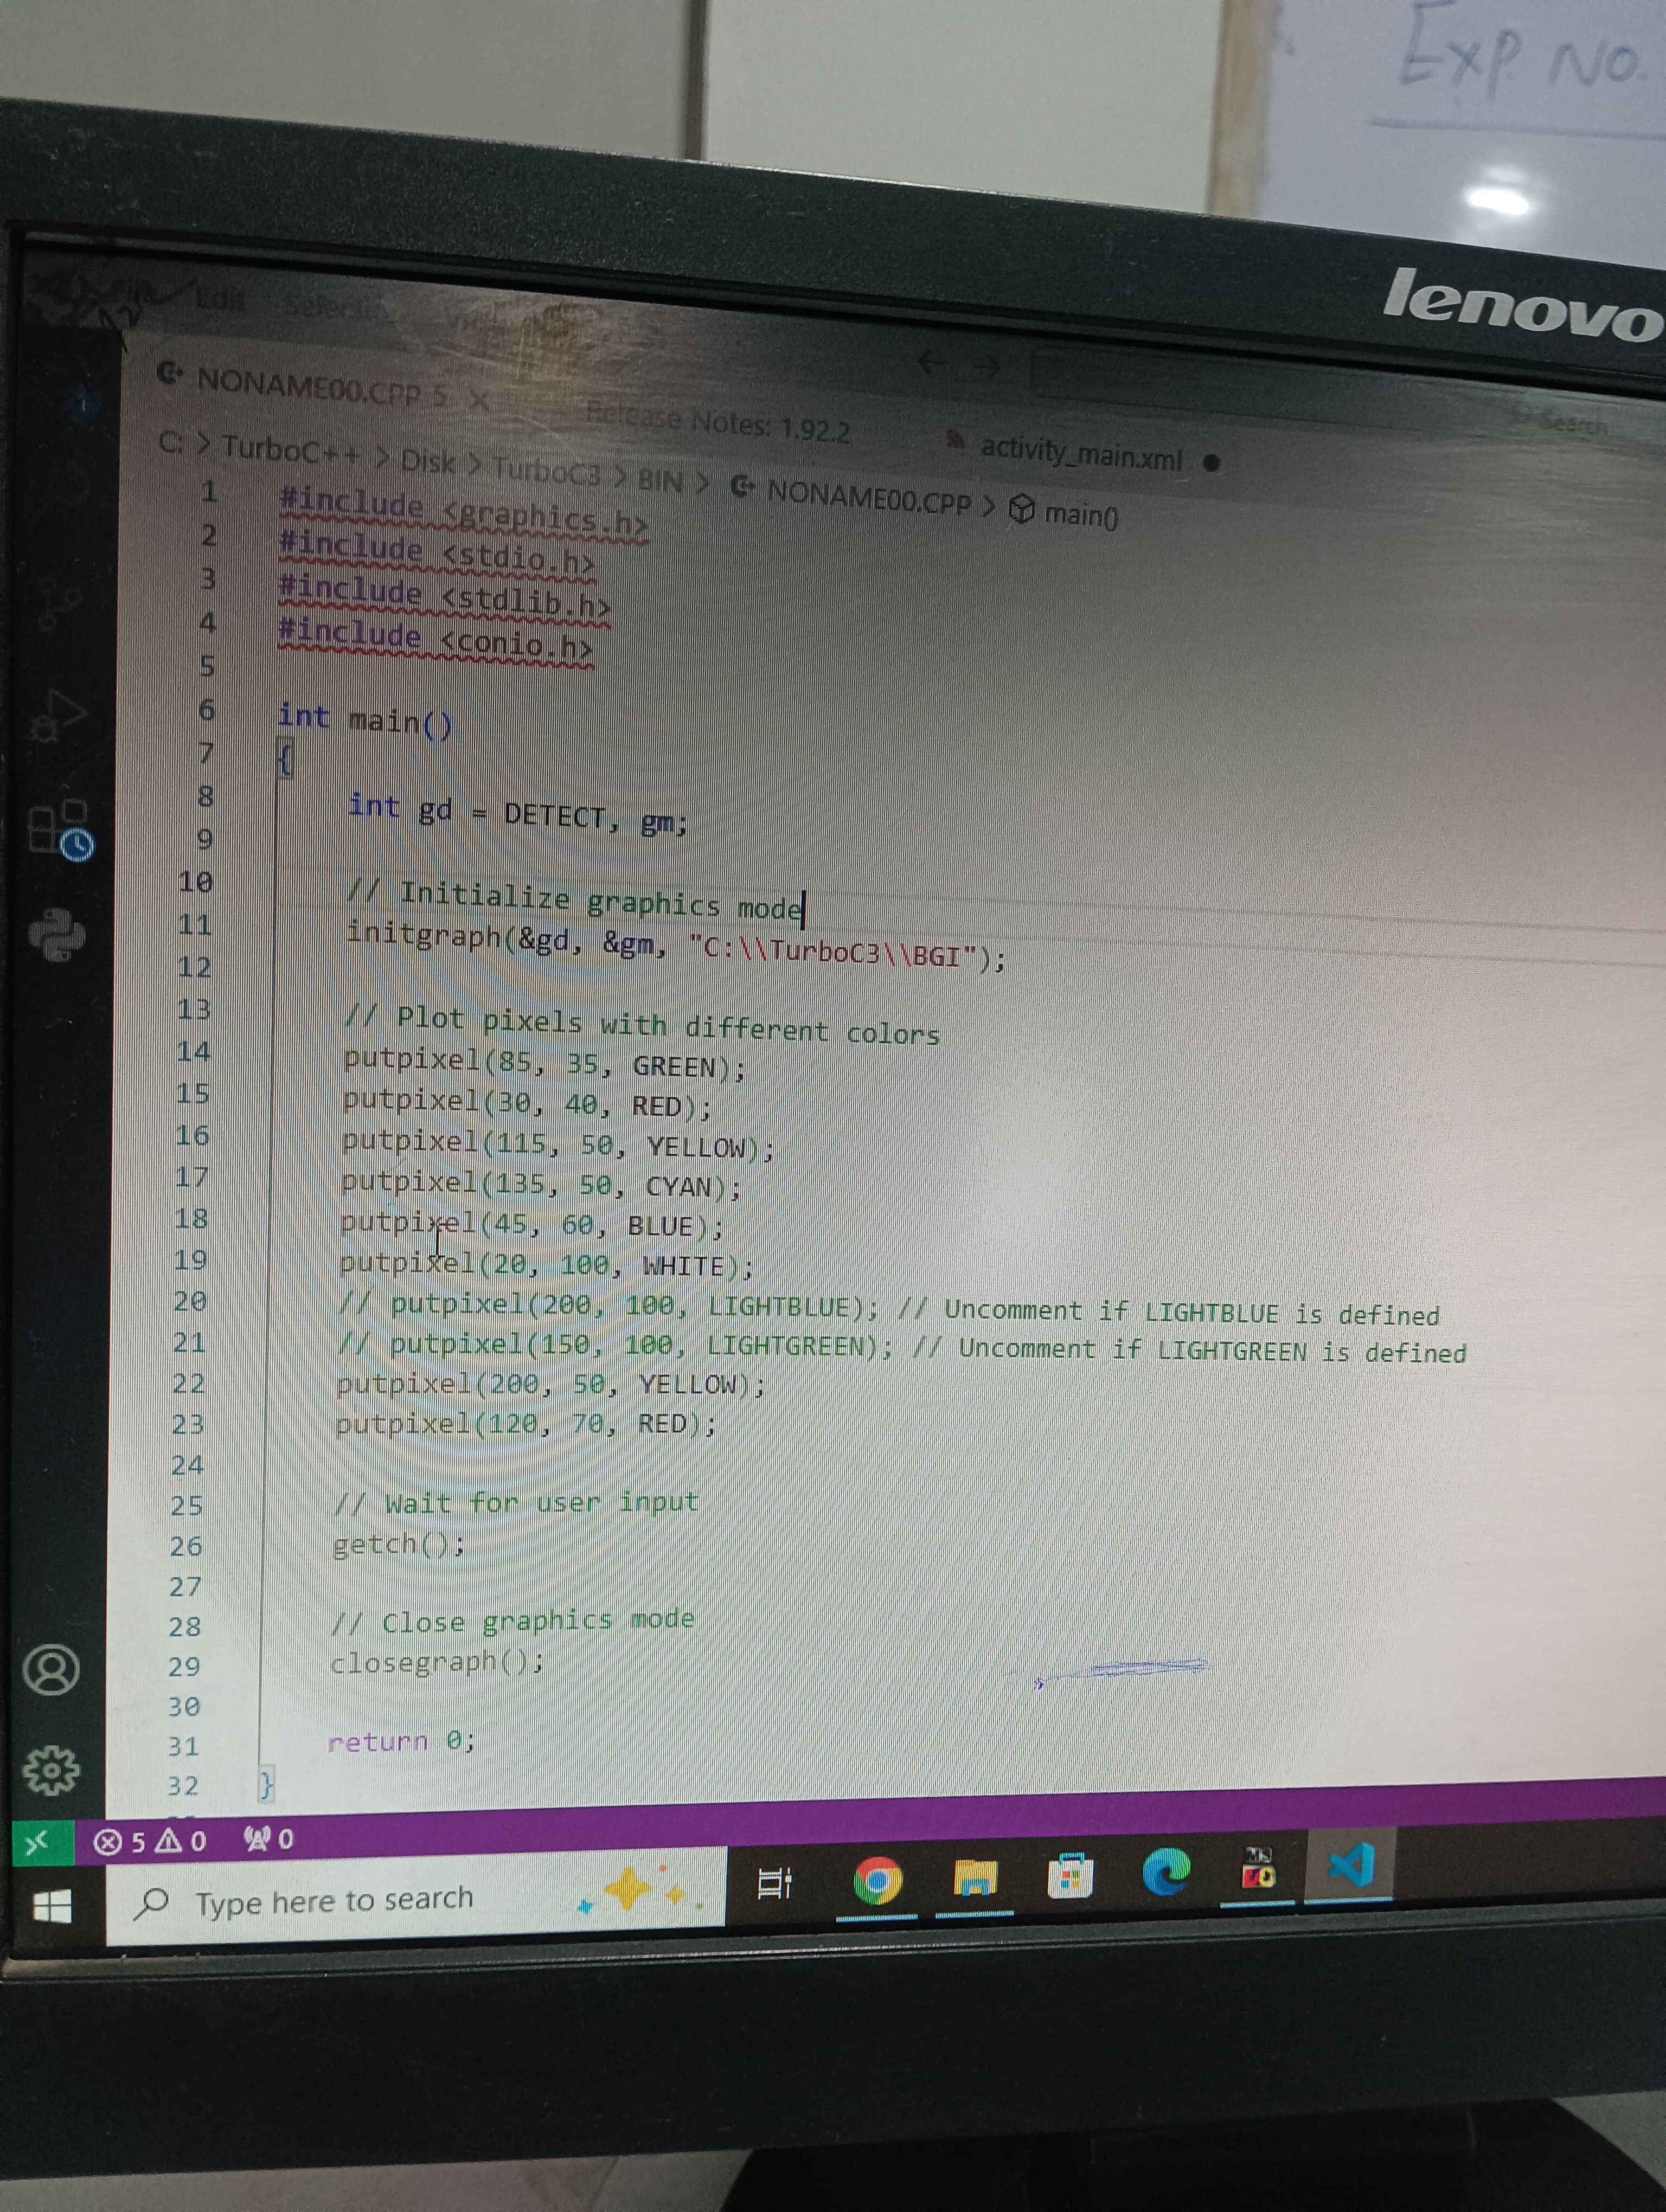 Exp No.
lenovo
Edit Selection
Search
NONAME00.CPP 5 Release Notes: 1.92.2 activity_main.xml
C: > TurboC++ > Disk > TurboC3 > BIN > NONAME00.CPP > main()
1 #include <graphics.h>
2 #include <stdio.h>
3 #include <stdlib.h>
4 #include <conio.h>
5
6 int main()
7 {
8 int gd = DETECT, gm;
9
10 // Initialize graphics mode
11 initgraph(&gd, &gm, "C:\\TurboC3\\BGI");
12
13 // Plot pixels with different colors
14 putpixel(85, 35, GREEN);
15 putpixel(30, 40, RED);
16 putpixel(115, 50, YELLOW);
17 putpixel(135, 50, CYAN);
18 putpixel(45, 60, BLUE);
19 putpixel(20, 100, WHITE);
20 // putpixel(200, 100, LIGHTBLUE); // Uncomment if LIGHTBLUE is defined
21 // putpixel(150, 100, LIGHTGREEN); // Uncomment if LIGHTGREEN is defined
22 putpixel(200, 50, YELLOW);
23 putpixel(120, 70, RED);
24
25 // Wait for user input
26 getch();
27
28 // Close graphics mode
29 closegraph();
30
31 return 0;
32 }
5 0 0
Type here to search